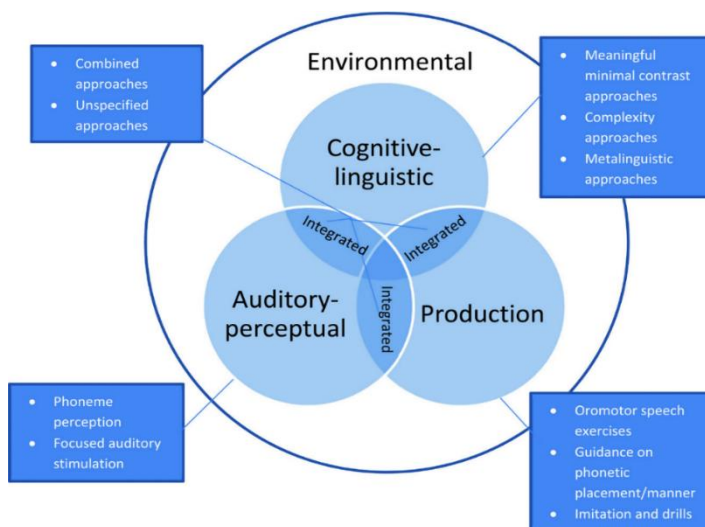 Environmental
• Combined
approaches
• Unspecified
approaches
• Meaningful
minimal contrast
approaches
• Complexity
approaches
• Metalinguistic
approaches
Cognitive-
linguistic
Integrated
Integrated
Integrated
Auditory-
perceptual
Production
• Phoneme
perception
• Focused auditory
stimulation
• Oromotor speech
exercises
• Guidance on
phonetic
placement/manner
• Imitation and drills